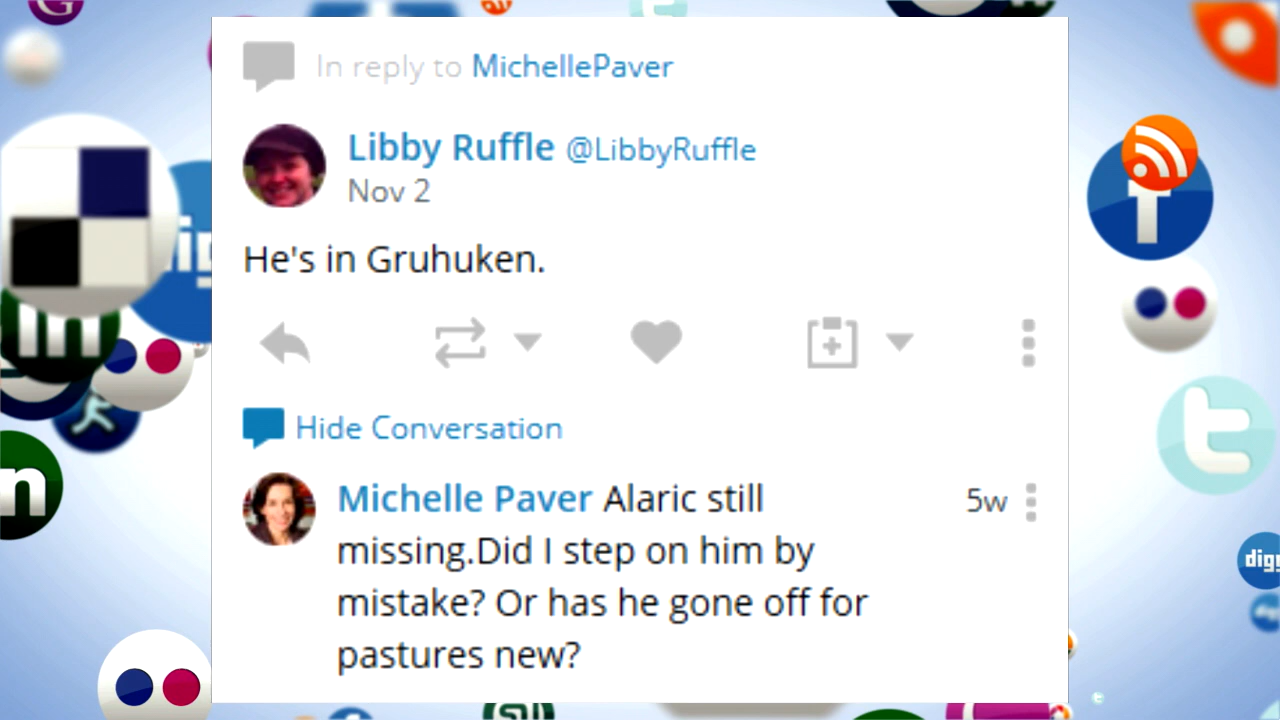 In reply to MichellePaver
Libby Ruffle @LibbyRuffle
Nov 2
He's in Gruhuken.
Hide Conversation
Michelle Paver Alaric still 5w
missing.Did I step on him by
mistake? Or has he gone off for
pastures new?
digg